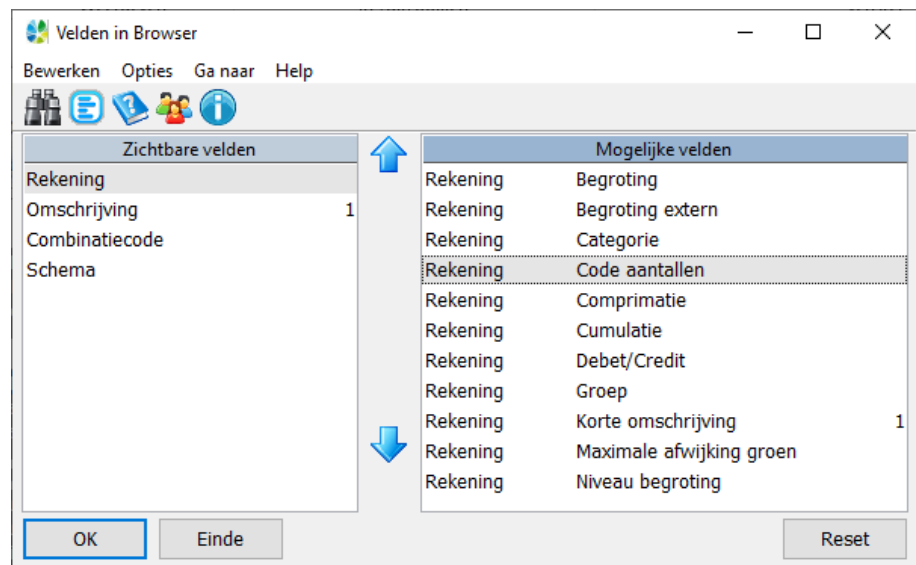 Velden in Browser
Bewerken Opties Ga naar Help
Zichtbare velden
Rekening
Omschrijving 1
Combinatiecode
Schema
Mogelijke velden
Rekening Begroting
Rekening Begroting extern
Rekening Categorie
Rekening Code aantallen
Rekening Comprimatie
Rekening Cumulatie
Rekening Debet/Credit
Rekening Groep
Rekening Korte omschrijving 1
Rekening Maximale afwijking groen
Rekening Niveau begroting
OK Einde Reset